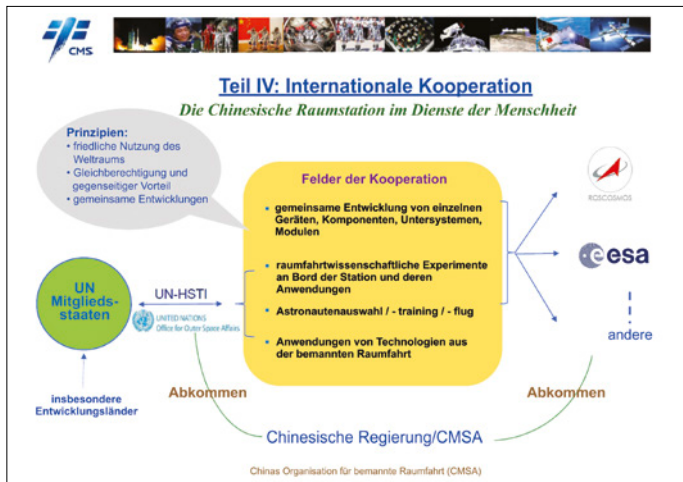 CMS
Teil IV: Internationale Kooperation
Die Chinesische Raumstation im Dienste der Menschheit
Prinzipien:
• friedliche Nutzung des
Weltraums
• Gleichberechtigung und
gegenseitiger Vorteil
• gemeinsame Entwicklungen
Felder der Kooperation
gemeinsame Entwicklung von einzelnen
Geräten, Komponenten, Untersystemen,
Modulen
raumfahrtwissenschaftliche Experimente
an Bord der Station und deren
Anwendungen
Astronautenauswahl / - training / - flug
Anwendungen von Technologien aus
der bemannten Raumfahrt
UN
Mitglieds-
staaten
UN-HSTI
UNITED NATIONS
Office for Outer Space Affairs
insbesondere
Entwicklungsländer
ROSCOSMOS
esa
andere
Abkommen
Abkommen
Chinesische Regierung/CMSA
Chinas Organisation für bemannte Raumfahrt (CMSA)